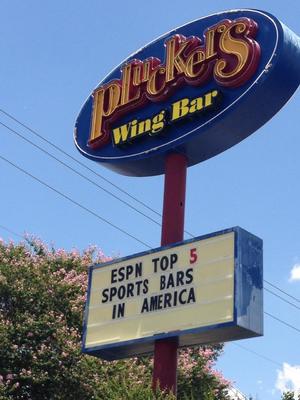 Pluckers
Wing Bar
ESPN TOP 5
SPORTS BARS
IN AMERICA